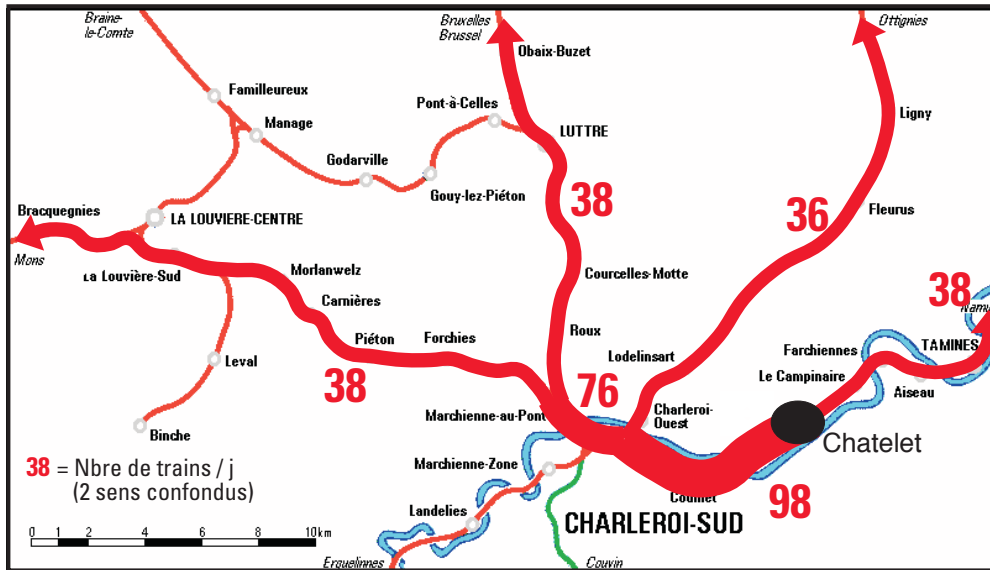 Braine-
le-Comte
Bruxelles
Brussel
Ottignies
Obaix-Buzet
Familleureux
Pont-à-Celles
Ligny
Manage
LUTTRE
Godarville
Gouy-lez-Piéton
38
36
Fleurus
Bracquegnies
LA LOUVIERE-CENTRE
Mons
La Louvière-Sud
Morlanwelz
Courcelles-Motte
38
Carnières
Roux
Piéton
Forchies
Lodelinsart
Farchiennes
TAMINES
Leval
38
76
Le Campinaire
Aiseau
Marchienne-au-Pont
Charleroi-
Ouest
Binche
Chatelet
38 = Nbre de trains / j
(2 sens confondus)
Marchienne-Zone
98
Landelies
CHARLEROI-SUD
0 2 4 6 8 10km
Erquelinnes
Couvin